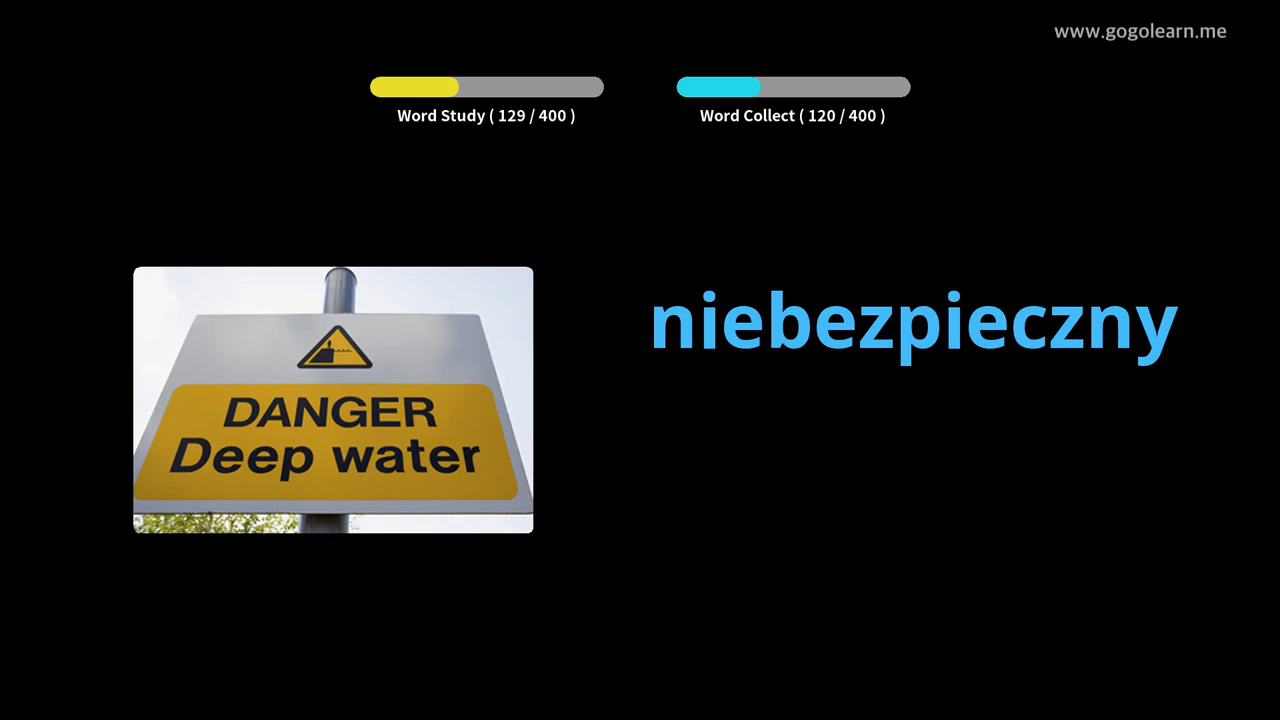 www.gogolearn.me
Word Study ( 129 / 400 )
Word Collect ( 120 / 400 )
niebezpieczny
DANGER
Deep water